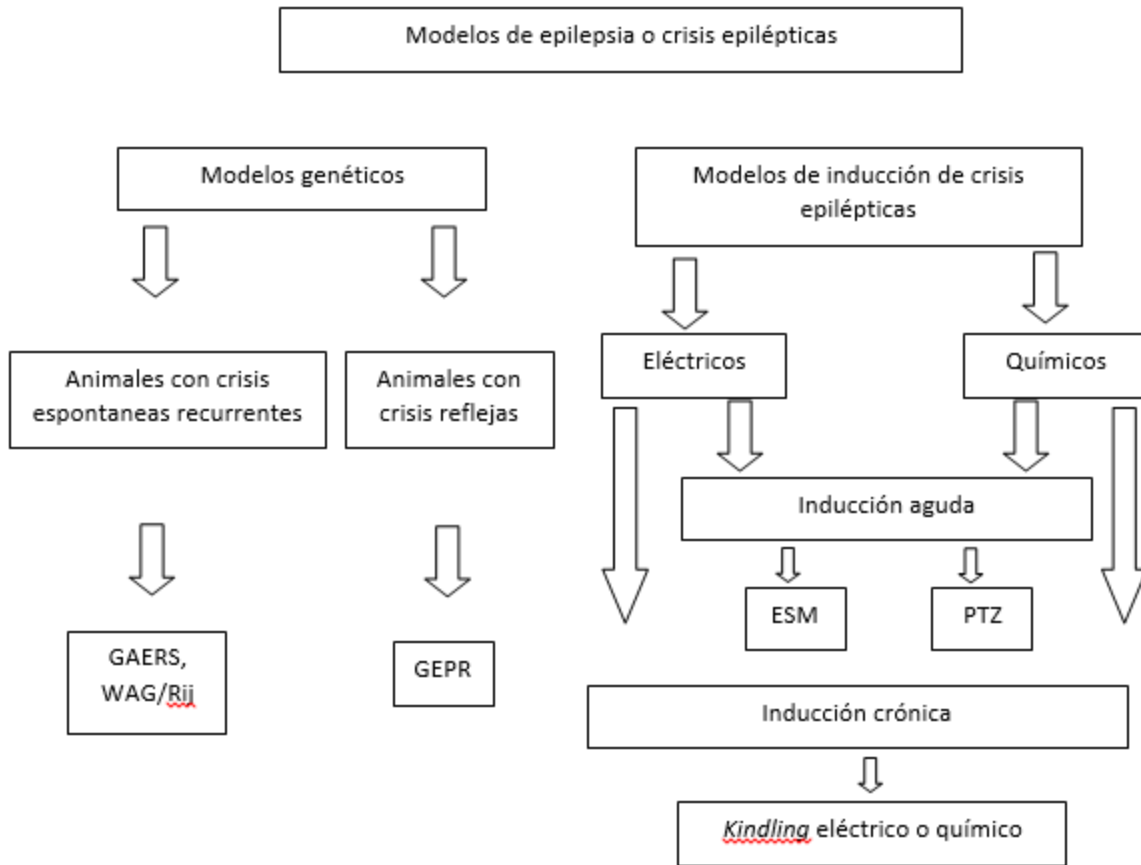 Modelos de epilepsia o crisis epilépticas
Modelos genéticos
Modelos de inducción de crisis
epilépticas
Eléctricos
Químicos
Animales con crisis
espontaneas recurrentes
Animales con
crisis reflejas
Inducción aguda
ESM
PTZ
GAERS,
WAG/Rij
GEPR
Inducción crónica
Kindling eléctrico o químico